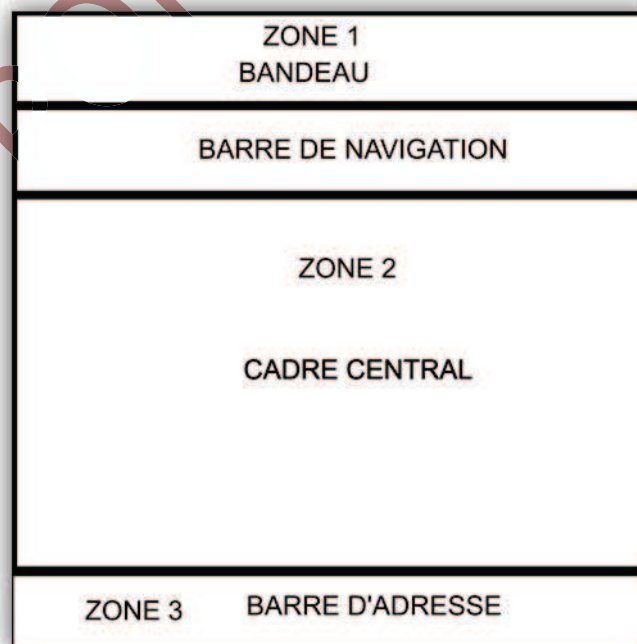 ZONE 1
BANDEAU
BARRE DE NAVIGATION
ZONE 2
CADRE CENTRAL
ZONE 3 BARRE D'ADRESSE